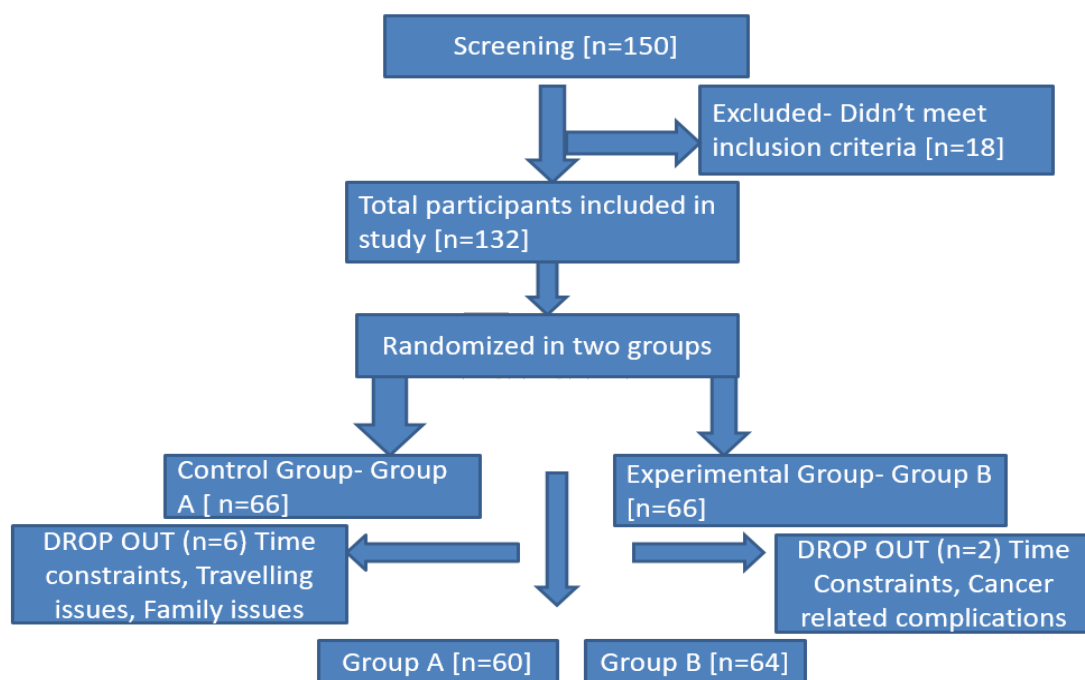 Screening [n=150]
Excluded- Didn’t meet
inclusion criteria [n=18]
Total participants included in
study [n=132]
Randomized in two groups
Control Group- Group
A [ n=66]
Experimental Group- Group B
[n=66]
DROP OUT (n=6) Time
constraints, Travelling
issues, Family issues
DROP OUT (n=2) Time
Constraints, Cancer
related complications
Group A [n=60]
Group B [n=64]